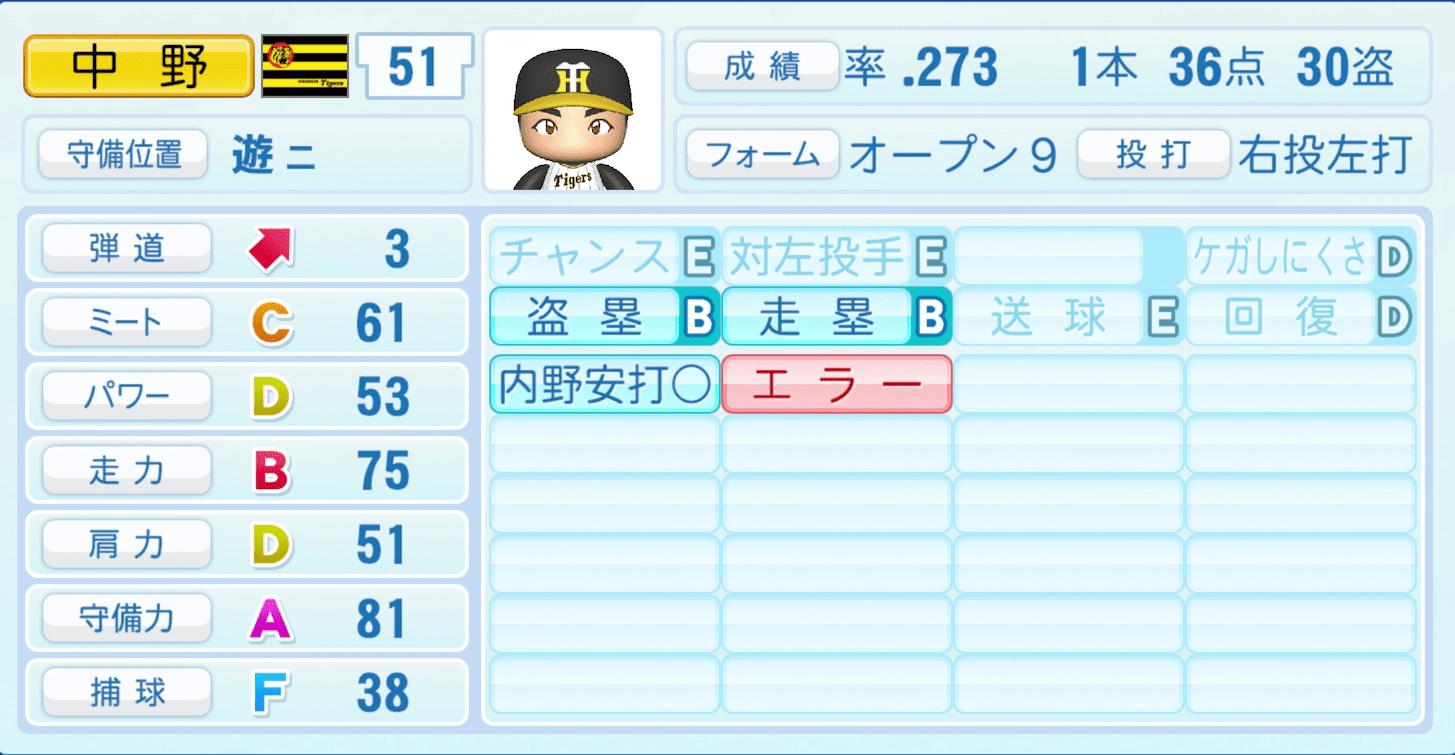 中野 51
守備位置 遊二
Tigers
成績 率.273 1本 36点 30盗
フォーム オープン9 投打 右投左打
弾道 3
ミート C 61
パワー D 53
走力 B 75
肩力 D 51
守備力 A 81
捕球 F 38
チャンス E 対左投手 E ケガしにくさ D
盗塁 B 走塁 B 送球 E 回復 D
内野安打○ エラー